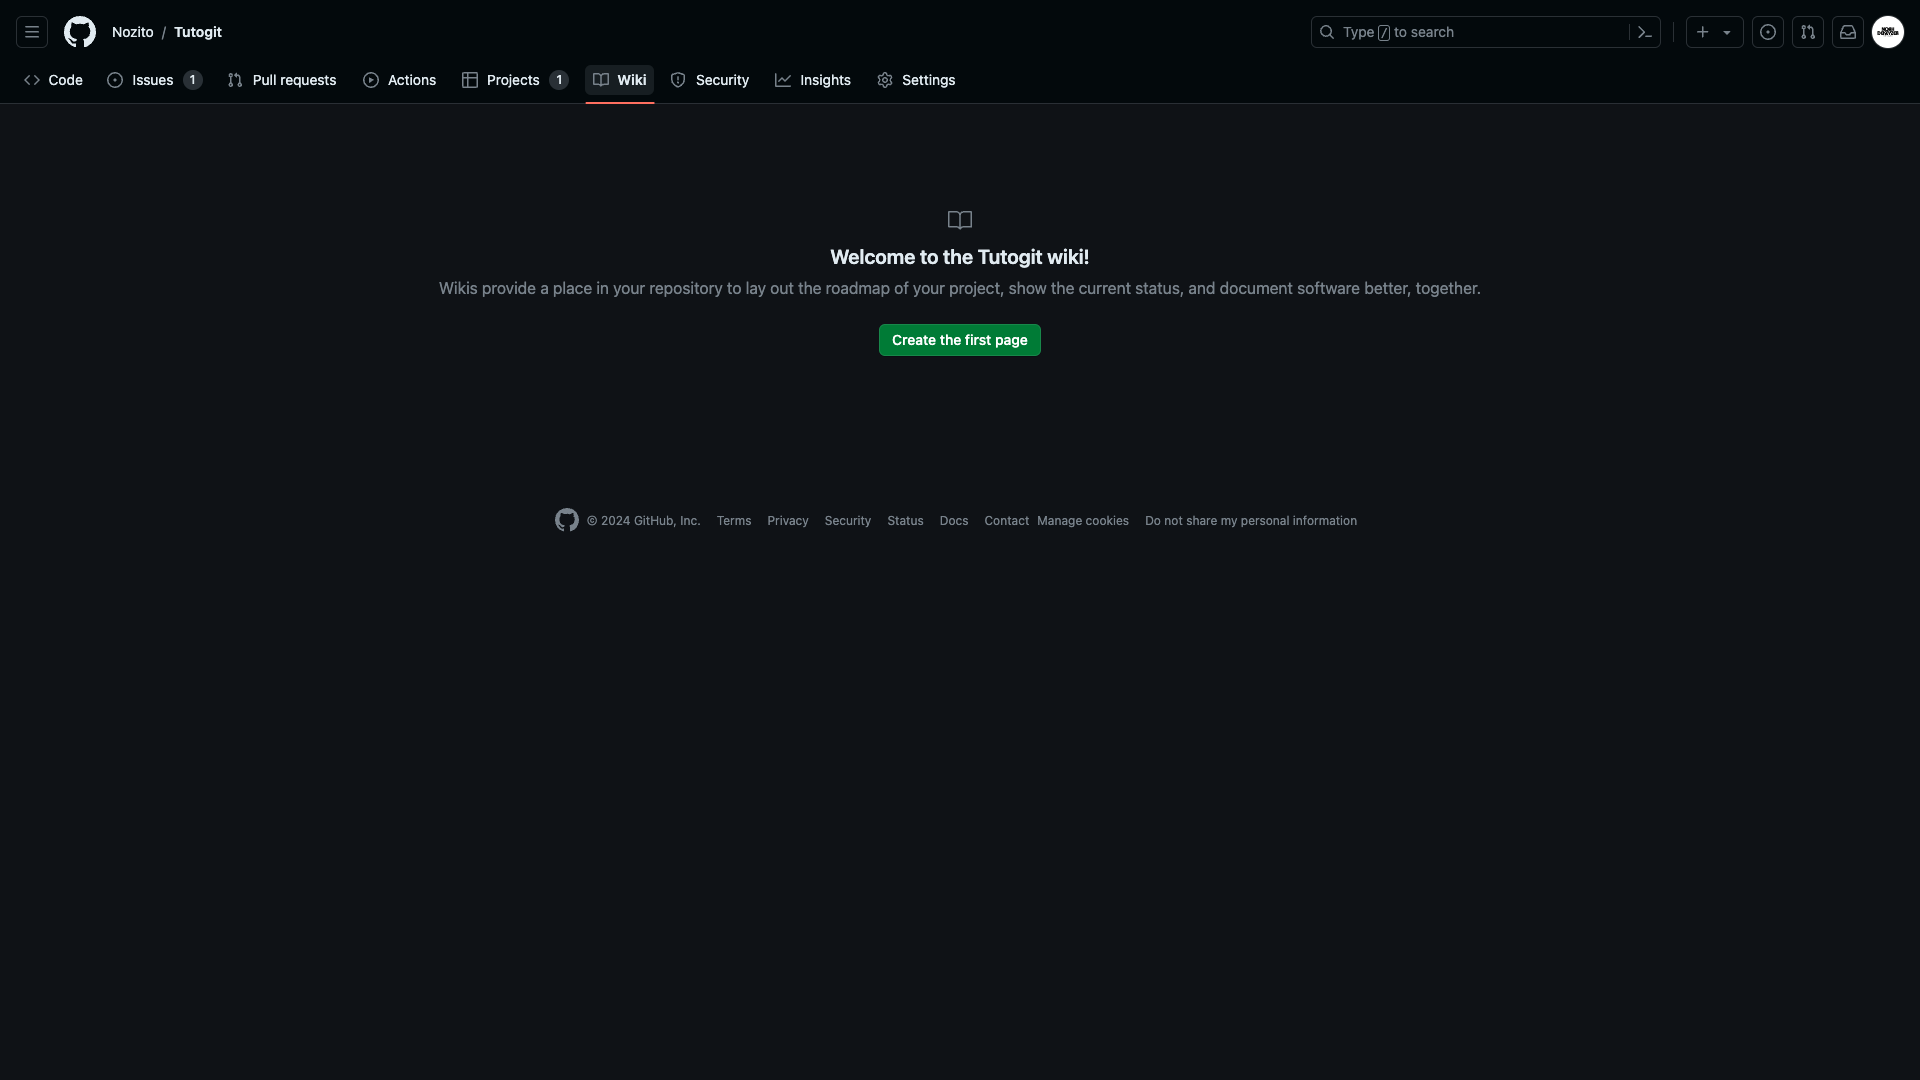 Nozito / Tutogit
Type / to search
Code
Issues 1
Pull requests
Actions
Projects 1
Wiki
Security
Insights
Settings
Welcome to the Tutogit wiki!
Wikis provide a place in your repository to lay out the roadmap of your project, show the current status, and document software better, together.
Create the first page
© 2024 GitHub, Inc. Terms Privacy Security Status Docs Contact Manage cookies Do not share my personal information